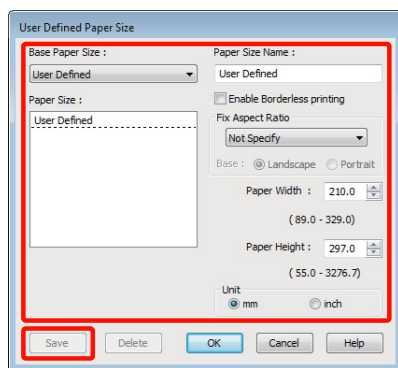 User Defined Paper Size
Base Paper Size :
User Defined
Paper Size :
User Defined
Paper Size Name :
User Defined
Enable Borderless printing
Fix Aspect Ratio
Not Specify
Base : Landscape Portrait
Paper Width : 210.0
( 89.0 - 329.0)
Paper Height : 297.0
( 55.0 - 3276.7)
Unit
mm inch
Save Delete OK Cancel Help